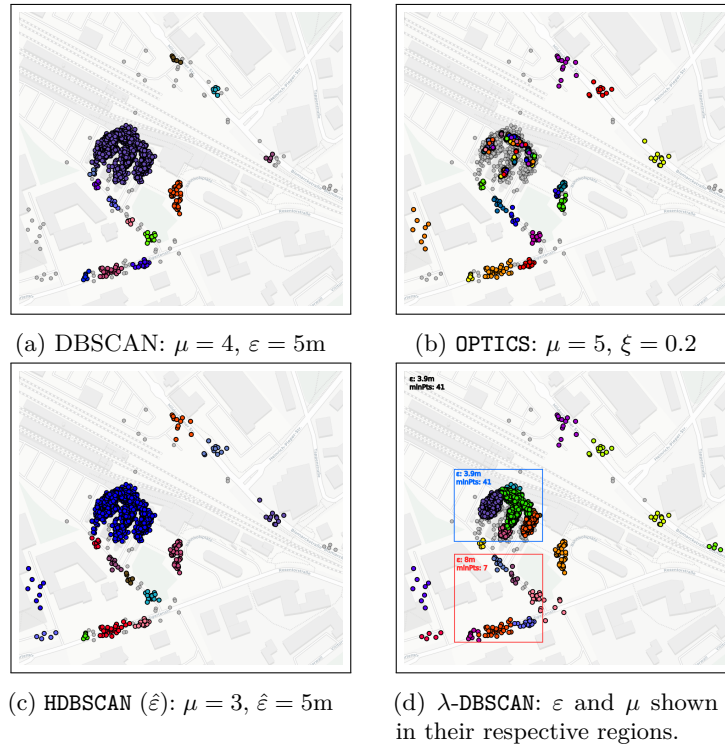 (a) DBSCAN: μ = 4, ε = 5m
(b) OPTICS: μ = 5, ξ = 0.2
ε: 3.9m
minPts: 41
ε: 3.9m
minPts: 41
ε: 8m
minPts: 7
(c) HDBSCAN (ε̂): μ = 3, ε̂ = 5m
(d) λ-DBSCAN: ε and μ shown
in their respective regions.